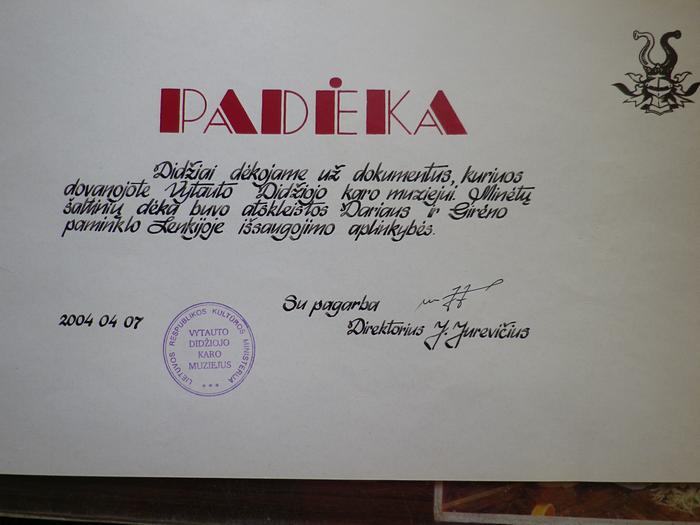 PADĖKA
Didžiai dėkojame už dokumentus, kuriuos
dovanojote Vytauto Didžiojo karo muziejui. Minėtų
šaltinių dėka buvo atskleistos Dariaus ir Girėno
paminklo Lenkijoje išsaugojimo aplinkybės.
Su pagarba
Direktorius J. Jurevičius
2004 04 07
LIETUVOS RESPUBLIKOS KULTŪROS MINISTERIJA
VYTAUTO
DIDŽIOJO
KARO
MUZIEJUS